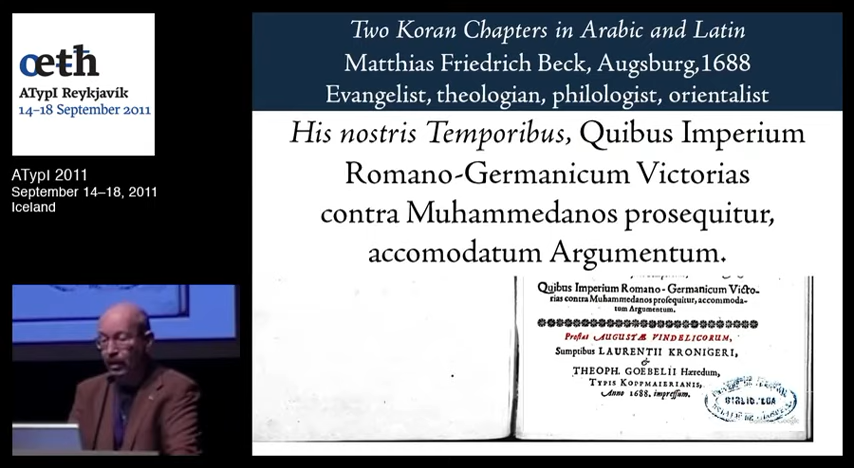 œth
ATypI Reykjavík
14–18 September 2011
ATypI 2011
September 14–18, 2011
Iceland
Two Koran Chapters in Arabic and Latin
Matthias Friedrich Beck, Augsburg,1688
Evangelist, theologian, philologist, orientalist
His nostris Temporibus, Quibus Imperium
Romano-Germanicum Victorias
contra Muhammedanos prosequitur,
accomodatum Argumentum.
Quibus Imperium Romano-Germanicum Victo-
rias contra Muhammedanos proſequitur, accommoda-
tum Argumentum.
Proſtat AUGUSTÆ VINDELICORUM,
Sumptibus LAURENTII KRONIGERI,
&
THEOPH. GOEBELII Hæredum,
TYPIS KOPPMAIERIANIS,
Anno 1688. impreſſum.